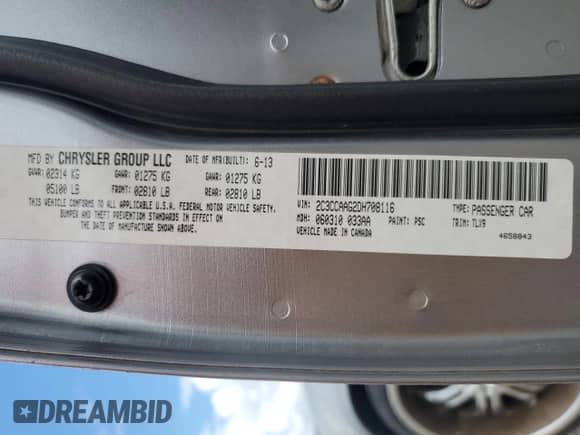 MFD BY CHRYSLER GROUP LLC DATE OF MFR(BUILT): 6-13
GVWR: 02314 KG GAWR: 01275 KG GAWR: 01275 KG
05100 LB FRONT: 02810 LB REAR: 02810 LB
THIS VEHICLE CONFORMS TO ALL APPLICABLE U.S.A. FEDERAL MOTOR VEHICLE SAFETY,
BUMPER AND THEFT PREVENTION STANDARDS IN EFFECT ON THE
DATE OF MANUFACTURE SHOWN ABOVE.
VIN: 2C3CCAAG2DH708116 TYPE: PASSENGER CAR
MDH: 060310 033AA PAINT: PSC TRIM: TLX9
VEHICLE MADE IN CANADA 4658843
DREAMBID